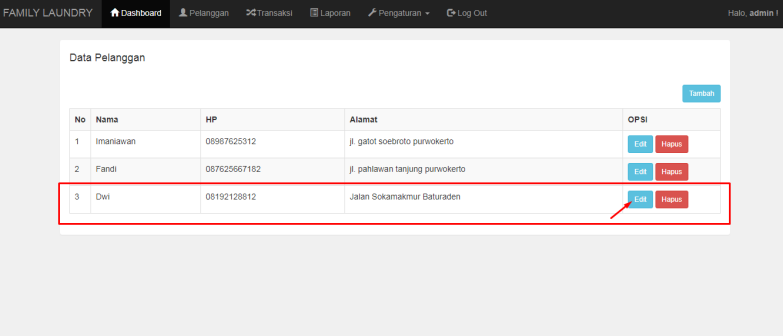 FAMILY LAUNDRY Dashboard Pelanggan Transaksi Laporan Pengaturan Log Out Halo, admin !
Data Pelanggan
Tambah
No Nama HP Alamat OPSI
1 Imaniawan 08987625312 jl. gatot soebroto purwokerto Edit Hapus
2 Fandi 087625667182 jl. pahlawan tanjung purwokerto Edit Hapus
3 Dwi 08192128812 Jalan Sokamakmur Baturaden Edit Hapus